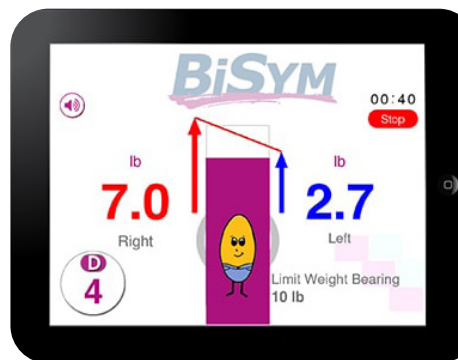 BiSym
00:40
Stop
lb
lb
7.0
2.7
Right
Left
D
4
Limit Weight Bearing
10 lb